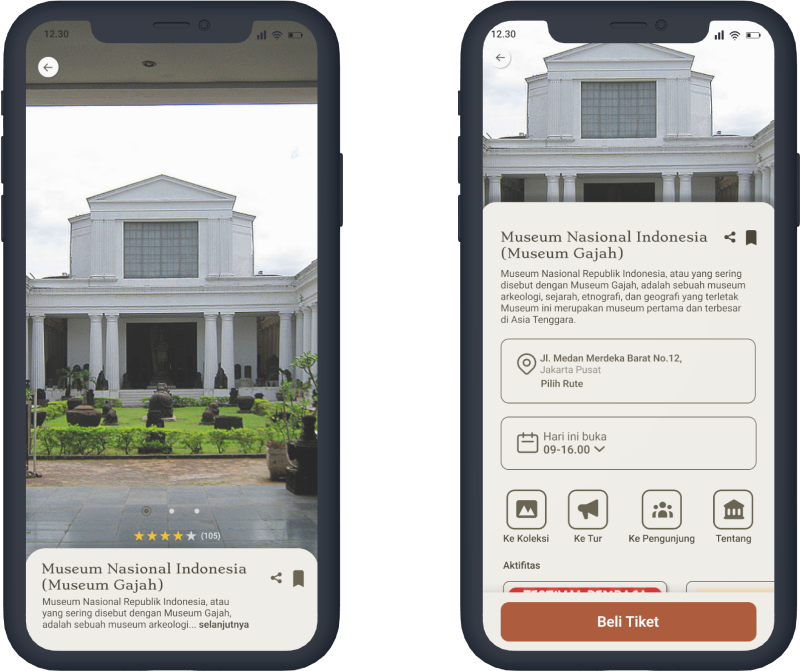 12.30
(105)
Museum Nasional Indonesia
(Museum Gajah)
Museum Nasional Republik Indonesia, atau
yang sering disebut dengan Museum Gajah,
adalah sebuah museum arkeologi... selanjutnya
12.30
Museum Nasional Indonesia
(Museum Gajah)
Museum Nasional Republik Indonesia, atau yang sering
disebut dengan Museum Gajah, adalah sebuah museum
arkeologi, sejarah, etnografi, dan geografi yang terletak
Museum ini merupakan museum pertama dan terbesar
di Asia Tenggara.
Jl. Medan Merdeka Barat No.12,
Jakarta Pusat
Pilih Rute
Hari ini buka
09-16.00
Ke Koleksi Ke Tur Ke Pengunjung Tentang
Aktifitas
Beli Tiket